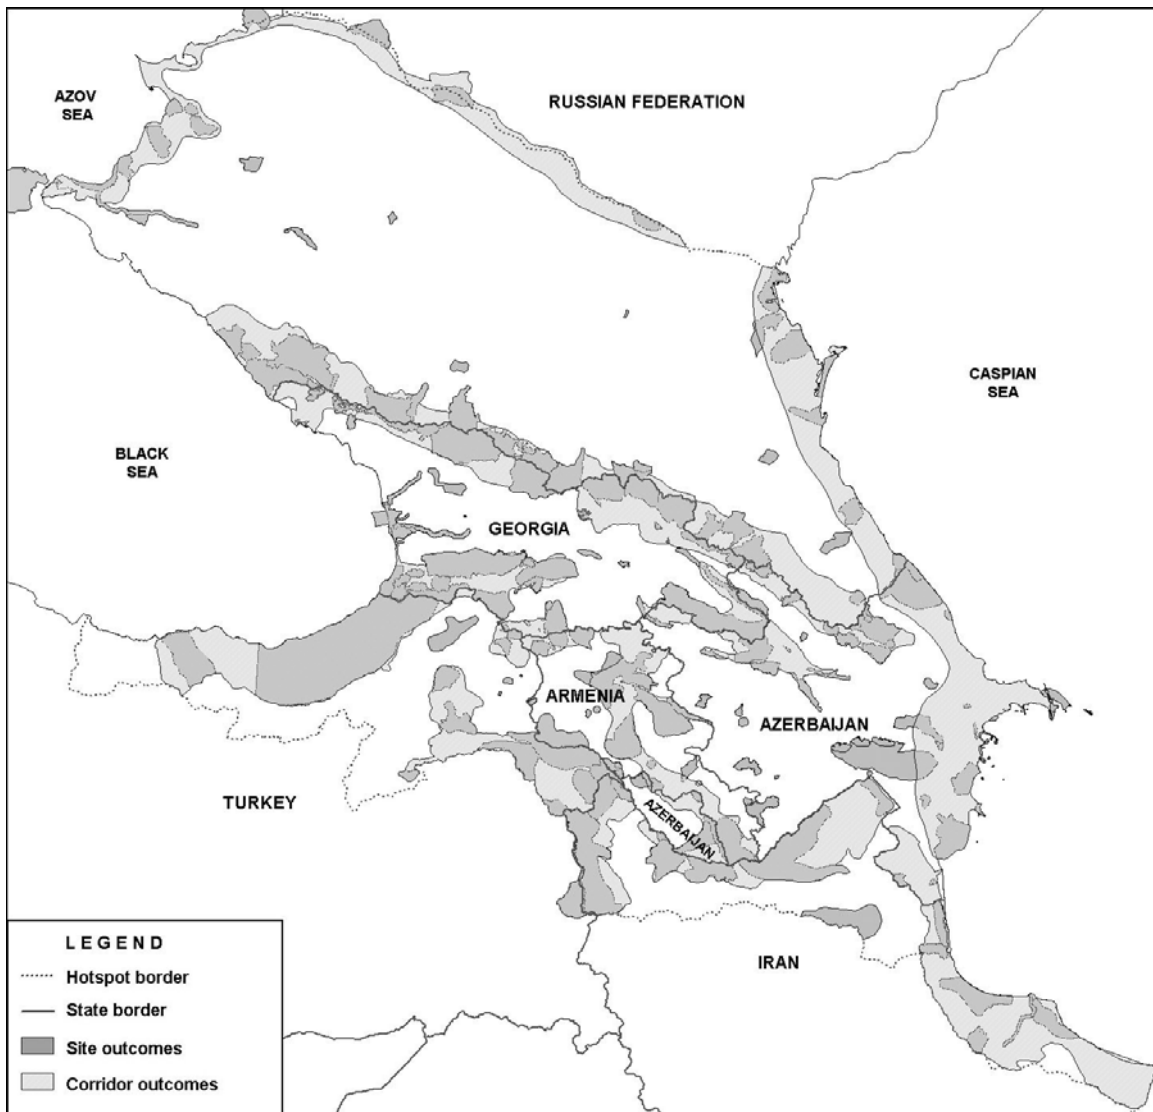 AZOV
SEA
RUSSIAN FEDERATION
CASPIAN
SEA
BLACK
SEA
GEORGIA
ARMENIA
AZERBAIJAN
TURKEY
AZERBAIJAN
IRAN
LEGEND
Hotspot border
State border
Site outcomes
Corridor outcomes